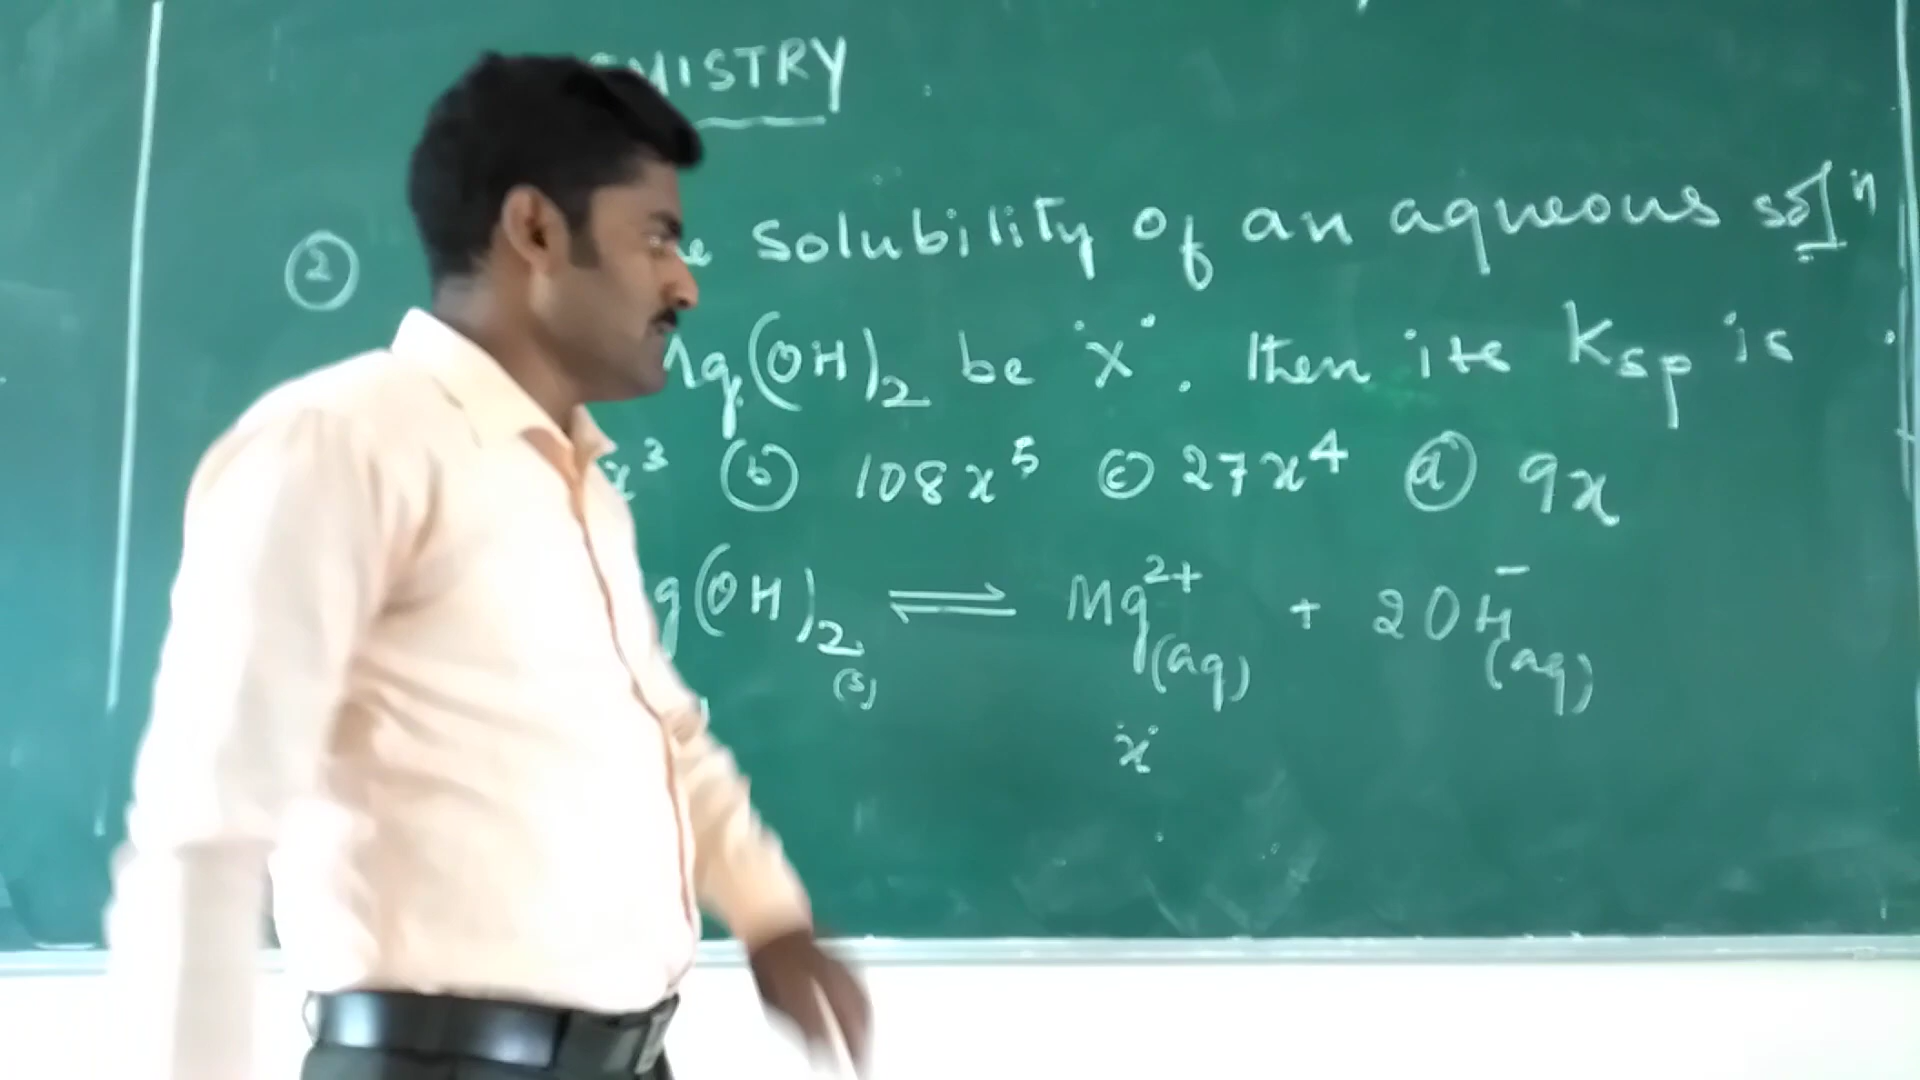 MISTRY
② solubility of an aqueous solⁿ
Mg(OH)₂ be 'x'. Then its Ksp is
x³ ⓑ 108x⁵ ⓒ 27x⁴ ⓓ 9x
g(OH)₂(s) ⇌ Mg²⁺(aq) + 2OH⁻(aq)
'x'